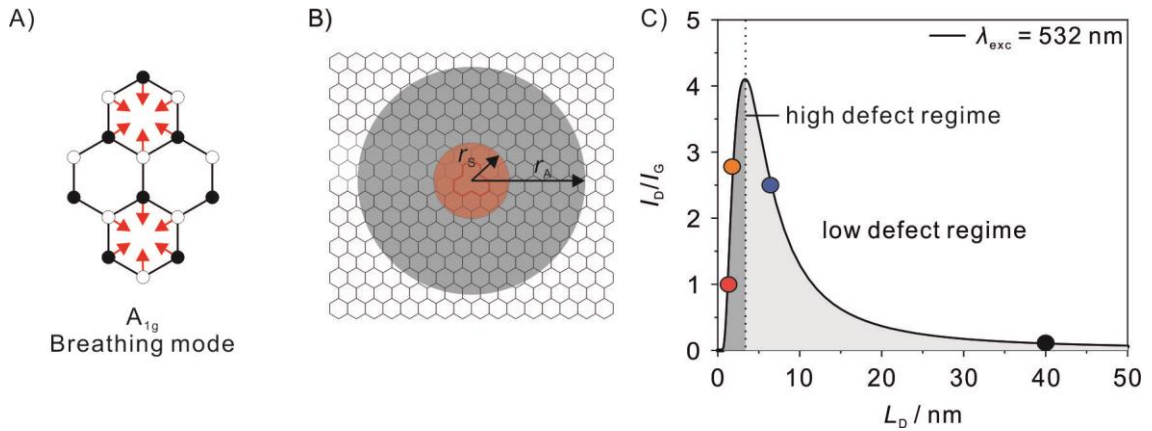 A)
A1g
Breathing mode
B)
rS
rA
C)
ID/IG
5
4
3
2
1
0
λexc = 532 nm
high defect regime
low defect regime
0 10 20 30 40 50
LD / nm